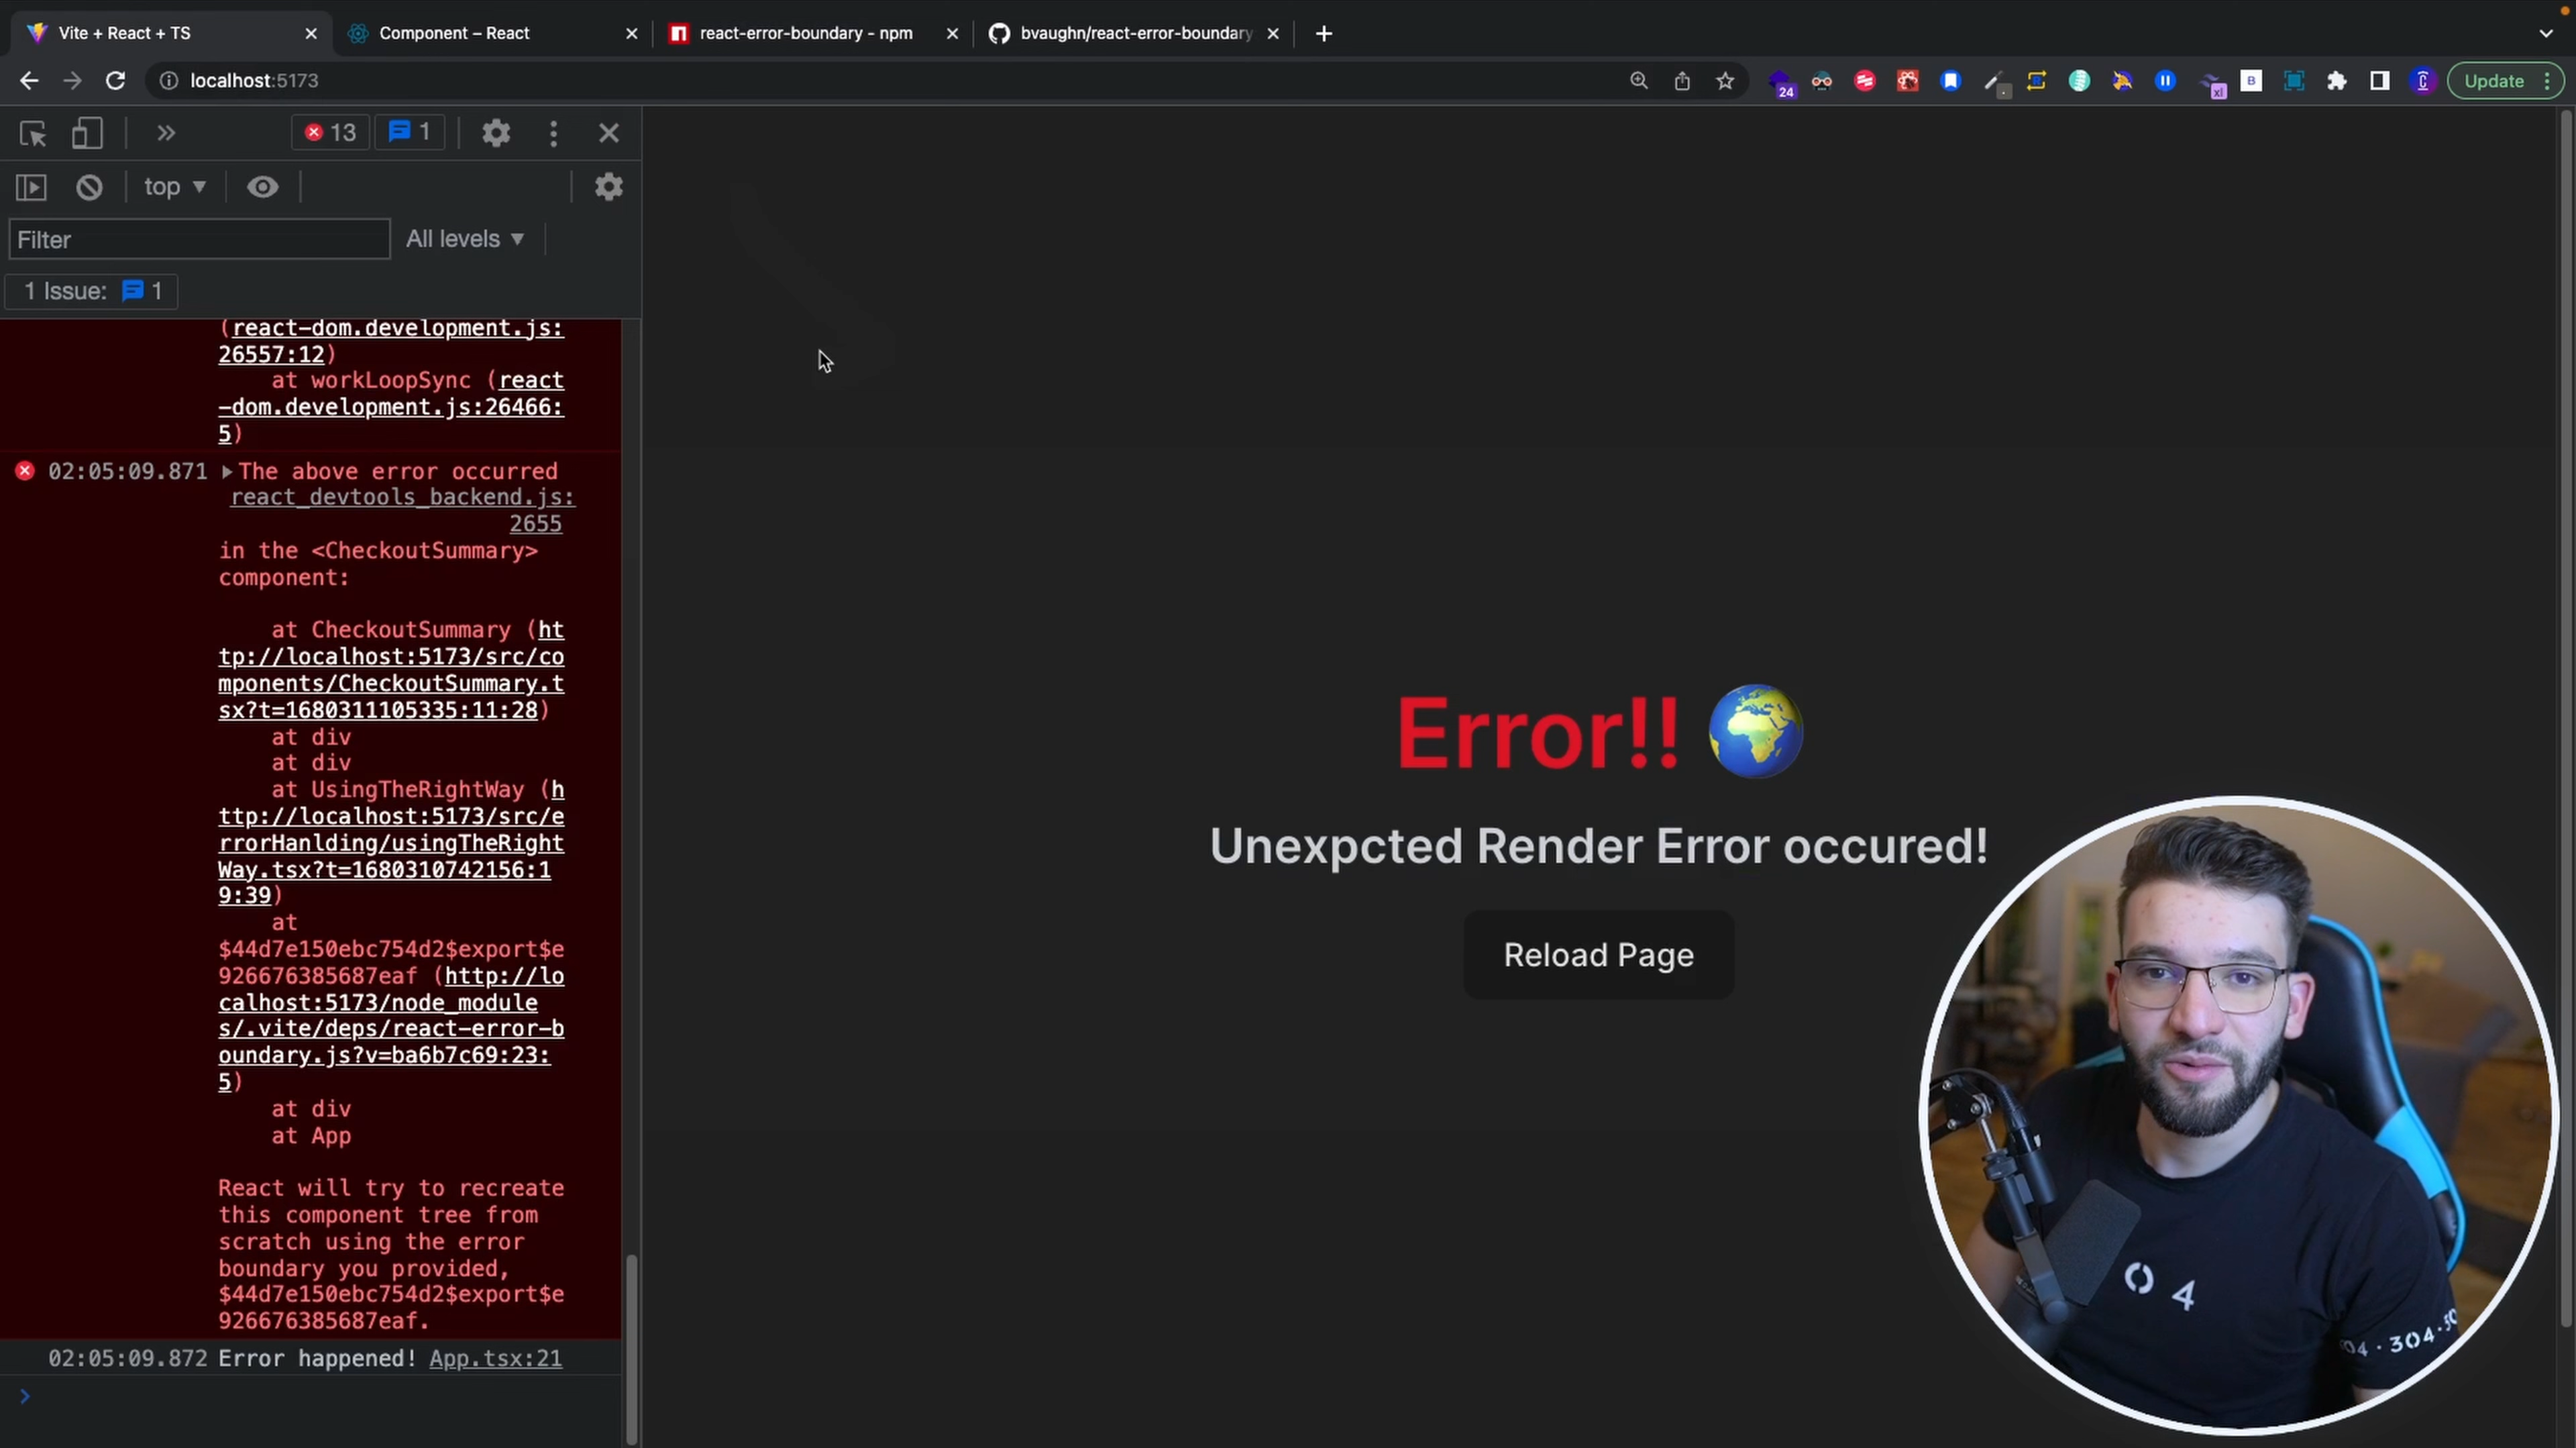 Vite + React + TS
Component – React
react-error-boundary - npm
bvaughn/react-error-boundary
localhost:5173
24
xl
B
Update
13
1
top
Filter
All levels
1 Issue: 1
(react-dom.development.js:
26557:12)
at workLoopSync (react
-dom.development.js:26466:
5)
02:05:09.871 The above error occurred
react_devtools_backend.js:
2655
in the <CheckoutSummary>
component:
at CheckoutSummary (ht
tp://localhost:5173/src/co
mponents/CheckoutSummary.t
sx?t=1680311105335:11:28)
at div
at div
at UsingTheRightWay (h
ttp://localhost:5173/src/e
rrorHanlding/usingTheRight
Way.tsx?t=1680310742156:1
9:39)
at
$44d7e150ebc754d2$export$e
926676385687eaf (http://lo
calhost:5173/node_module
s/.vite/deps/react-error-b
oundary.js?v=ba6b7c69:23:
5)
at div
at App
React will try to recreate
this component tree from
scratch using the error
boundary you provided,
$44d7e150ebc754d2$export$e
926676385687eaf.
02:05:09.872 Error happened! App.tsx:21
Error!!
Unexpcted Render Error occured!
Reload Page
04
04 · 304 · 30